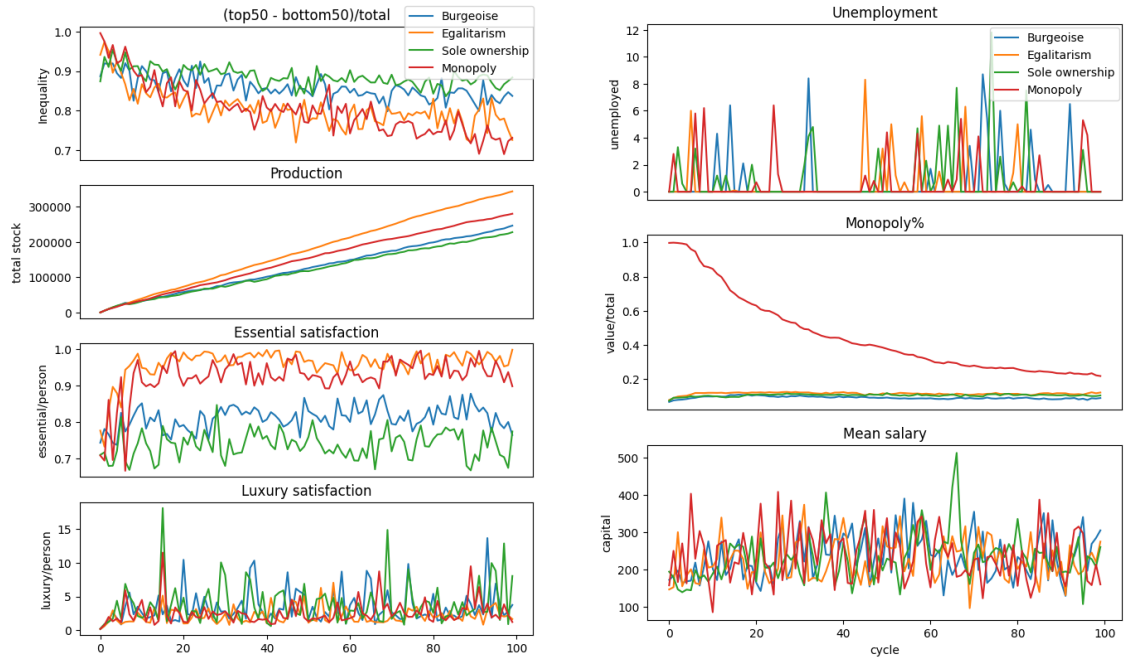 (top50 - bottom50)/total
Burgeoise
Egalitarism
Sole ownership
Monopoly
Inequality
1.0
0.9
0.8
0.7
Production
total stock
300000
200000
100000
0
Essential satisfaction
essential/person
1.0
0.9
0.8
0.7
Luxury satisfaction
luxury/person
15
10
5
0
0 20 40 60 80 100
Unemployment
Burgeoise
Egalitarism
Sole ownership
Monopoly
unemployed
12
10
8
6
4
2
0
Monopoly%
value/total
1.0
0.8
0.6
0.4
0.2
Mean salary
capital
500
400
300
200
100
0 20 40 60 80 100
cycle